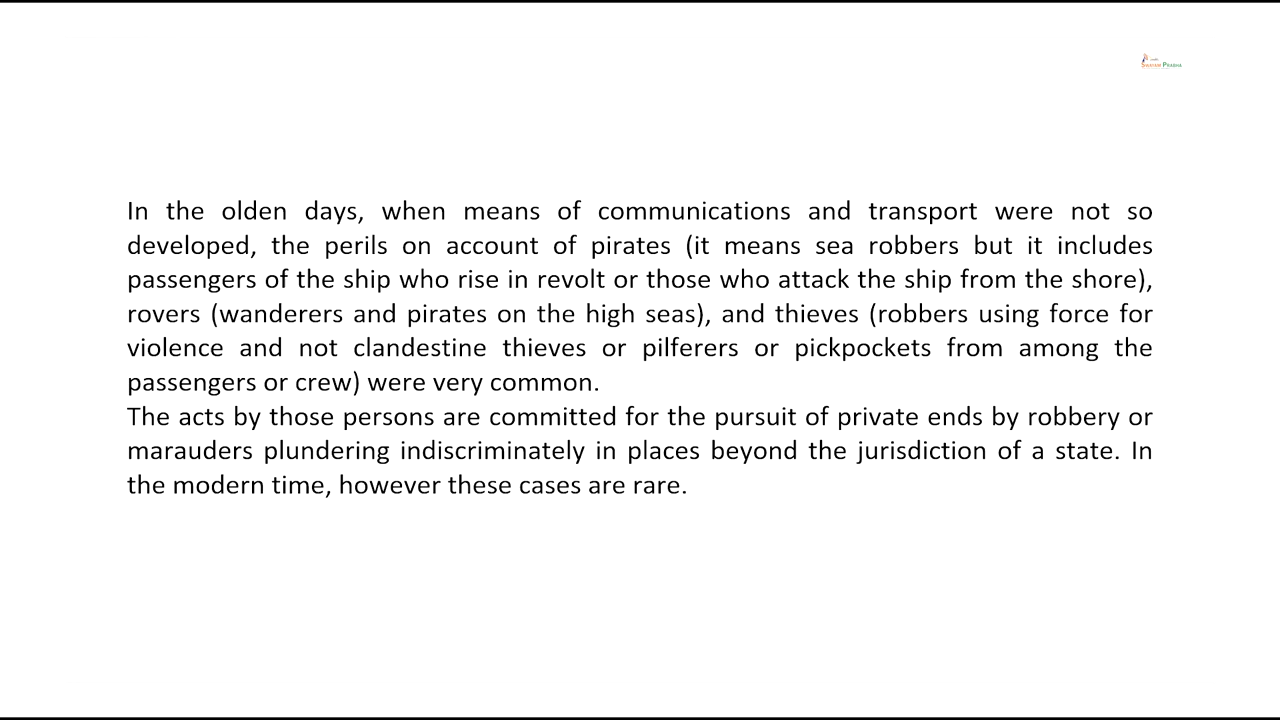 SWAYAM PRABHA
In the olden days, when means of communications and transport were not so
developed, the perils on account of pirates (it means sea robbers but it includes
passengers of the ship who rise in revolt or those who attack the ship from the shore),
rovers (wanderers and pirates on the high seas), and thieves (robbers using force for
violence and not clandestine thieves or pilferers or pickpockets from among the
passengers or crew) were very common.
The acts by those persons are committed for the pursuit of private ends by robbery or
marauders plundering indiscriminately in places beyond the jurisdiction of a state. In
the modern time, however these cases are rare.